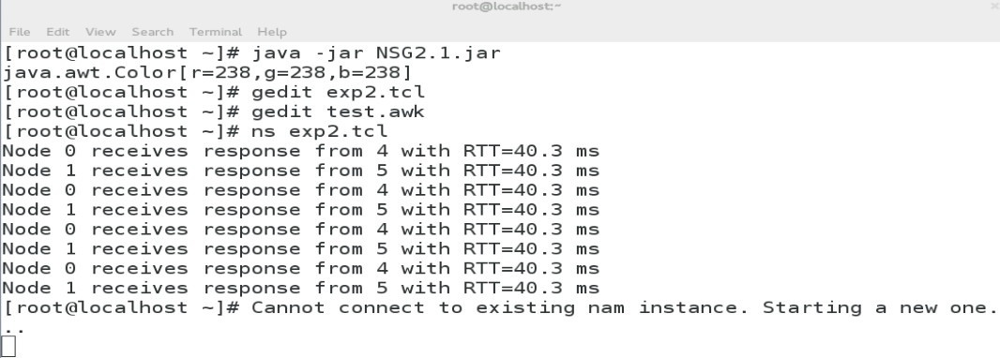 root@localhost:~
File Edit View Search Terminal Help
[root@localhost ~]# java -jar NSG2.1.jar
java.awt.Color[r=238,g=238,b=238]
[root@localhost ~]# gedit exp2.tcl
[root@localhost ~]# gedit test.awk
[root@localhost ~]# ns exp2.tcl
Node 0 receives response from 4 with RTT=40.3 ms
Node 1 receives response from 5 with RTT=40.3 ms
Node 0 receives response from 4 with RTT=40.3 ms
Node 1 receives response from 5 with RTT=40.3 ms
Node 0 receives response from 4 with RTT=40.3 ms
Node 1 receives response from 5 with RTT=40.3 ms
Node 0 receives response from 4 with RTT=40.3 ms
Node 1 receives response from 5 with RTT=40.3 ms
[root@localhost ~]# Cannot connect to existing nam instance. Starting a new one.
..